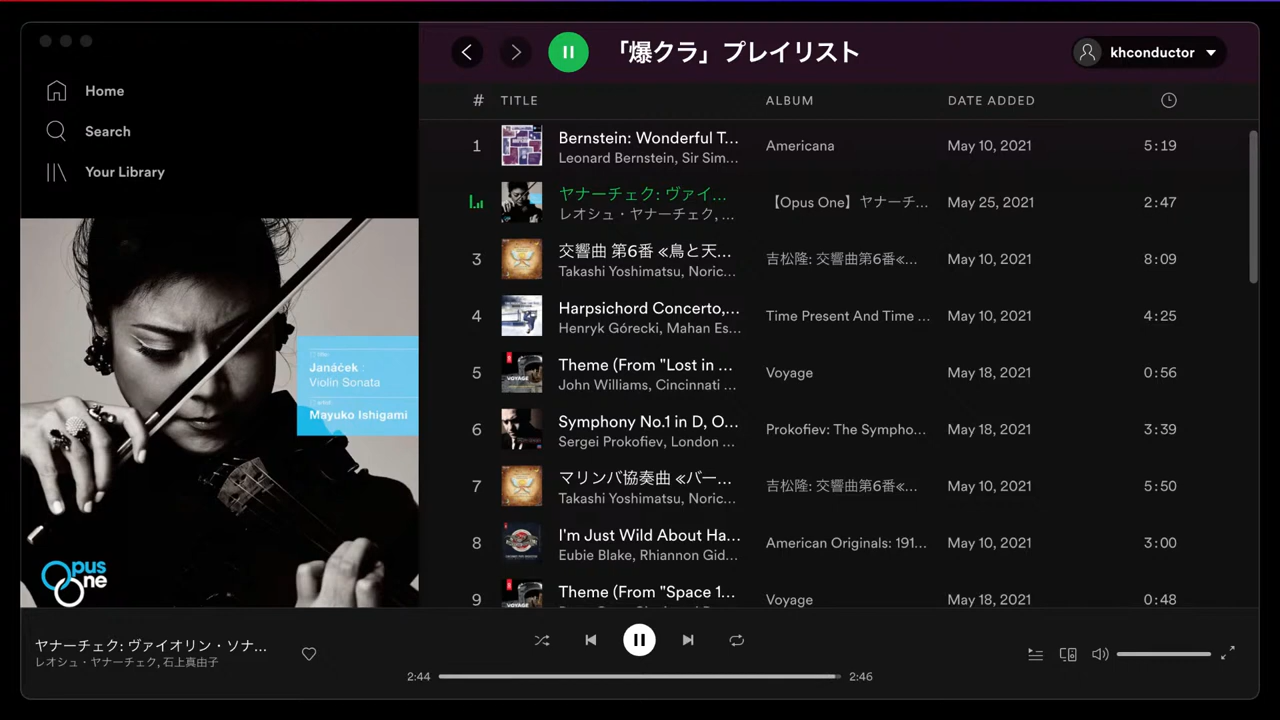 「爆クラ」プレイリスト
khconductor
Home
Search
Your Library
Janáček :
Violin Sonata
Mayuko Ishigami
Opus One
# TITLE ALBUM DATE ADDED
1 Bernstein: Wonderful T... Americana May 10, 2021 5:19
Leonard Bernstein, Sir Sim...
ヤナーチェク: ヴァイ... 【Opus One】ヤナーチ... May 25, 2021 2:47
レオシュ・ヤナーチェク, ...
3 交響曲 第6番 ≪鳥と天... 吉松隆: 交響曲第6番≪... May 10, 2021 8:09
Takashi Yoshimatsu, Noric...
4 Harpsichord Concerto,... Time Present And Time ... May 10, 2021 4:25
Henryk Górecki, Mahan Es...
5 Theme (From "Lost in ... Voyage May 18, 2021 0:56
John Williams, Cincinnati ...
6 Symphony No.1 in D, O... Prokofiev: The Sympho... May 18, 2021 3:39
Sergei Prokofiev, London ...
7 マリンバ協奏曲 ≪バー... 吉松隆: 交響曲第6番≪... May 10, 2021 5:50
Takashi Yoshimatsu, Noric...
8 I'm Just Wild About Ha... American Originals: 191... May 10, 2021 3:00
Eubie Blake, Rhiannon Gid...
9 Theme (From "Space 1... Voyage May 18, 2021 0:48
ヤナーチェク: ヴァイオリン・ソナ...
レオシュ・ヤナーチェク, 石上真由子
2:44 2:46